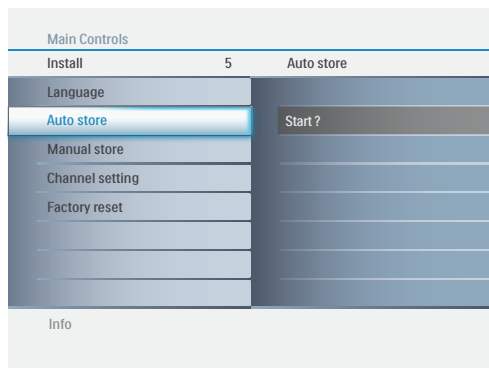 Main Controls
Install 5 Auto store
Language
Auto store Start ?
Manual store
Channel setting
Factory reset
Info